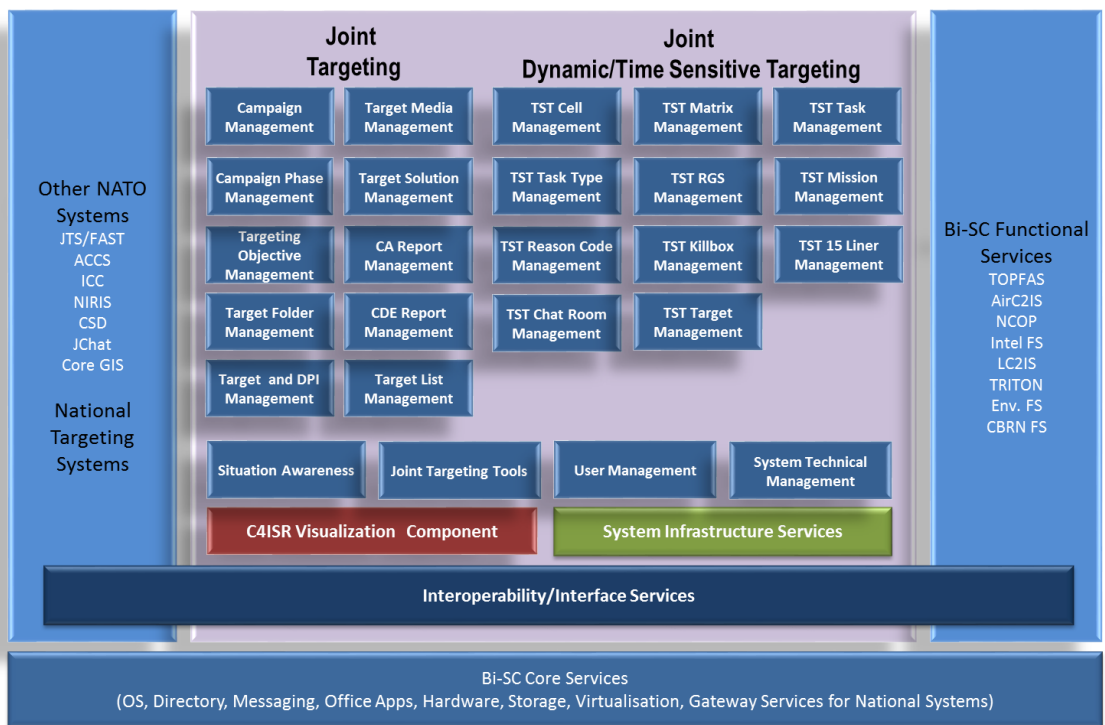 Other NATO
Systems
JTS/FAST
ACCS
ICC
NIRIS
CSD
JChat
Core GIS
National
Targeting
Systems
Joint
Targeting
Campaign
Management
Target Media
Management
Campaign Phase
Management
Target Solution
Management
Targeting
Objective
Management
CA Report
Management
Target Folder
Management
CDE Report
Management
Target and DPI
Management
Target List
Management
Joint
Dynamic/Time Sensitive Targeting
TST Cell
Management
TST Matrix
Management
TST Task
Management
TST Task Type
Management
TST RGS
Management
TST Mission
Management
TST Reason Code
Management
TST Killbox
Management
TST 15 Liner
Management
TST Chat Room
Management
TST Target
Management
Situation Awareness
Joint Targeting Tools
User Management
System Technical
Management
C4ISR Visualization Component
System Infrastructure Services
Bi-SC Functional
Services
TOPFAS
AirC2IS
NCOP
Intel FS
LC2IS
TRITON
Env. FS
CBRN FS
Interoperability/Interface Services
Bi-SC Core Services
(OS, Directory, Messaging, Office Apps, Hardware, Storage, Virtualisation, Gateway Services for National Systems)